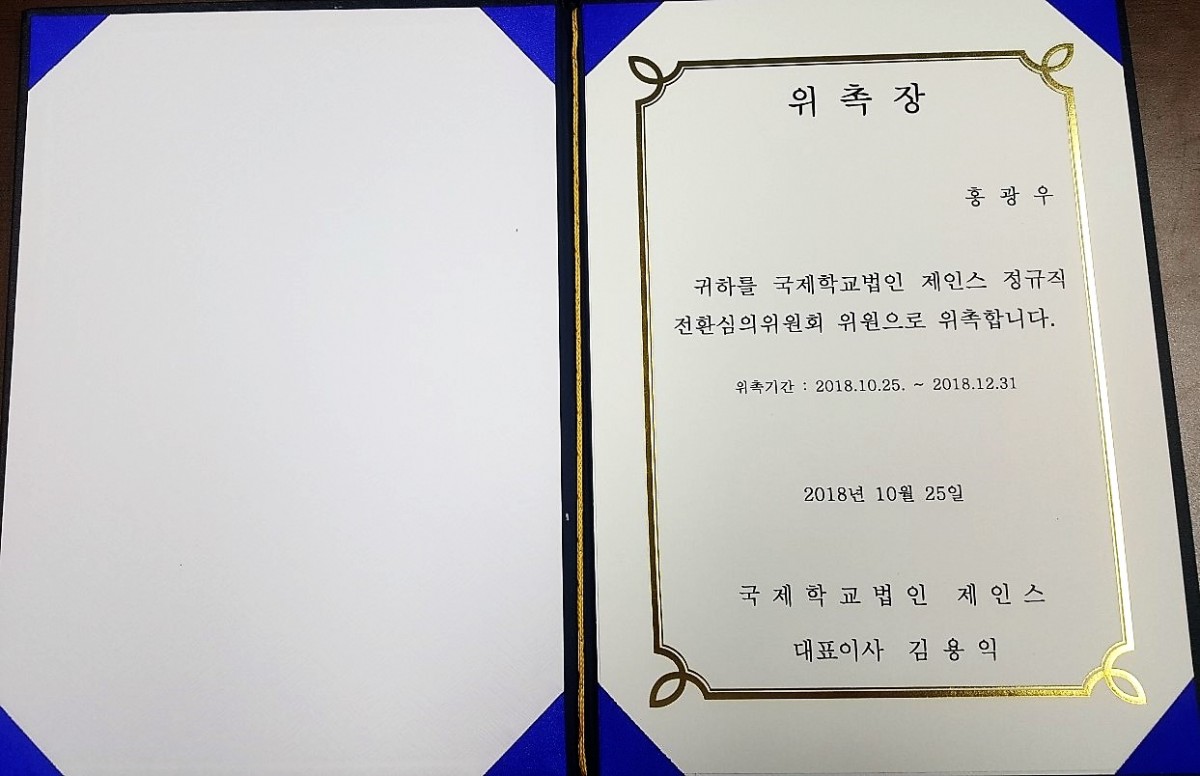 위 촉 장
홍 광 우
귀하를 국제학교법인 제인스 정규직
전환심의위원회 위원으로 위촉합니다.
위촉기간 : 2018.10.25. ~ 2018.12.31
2018년 10월 25일
국 제 학 교 법 인 제 인 스
대표이사 김 용 익